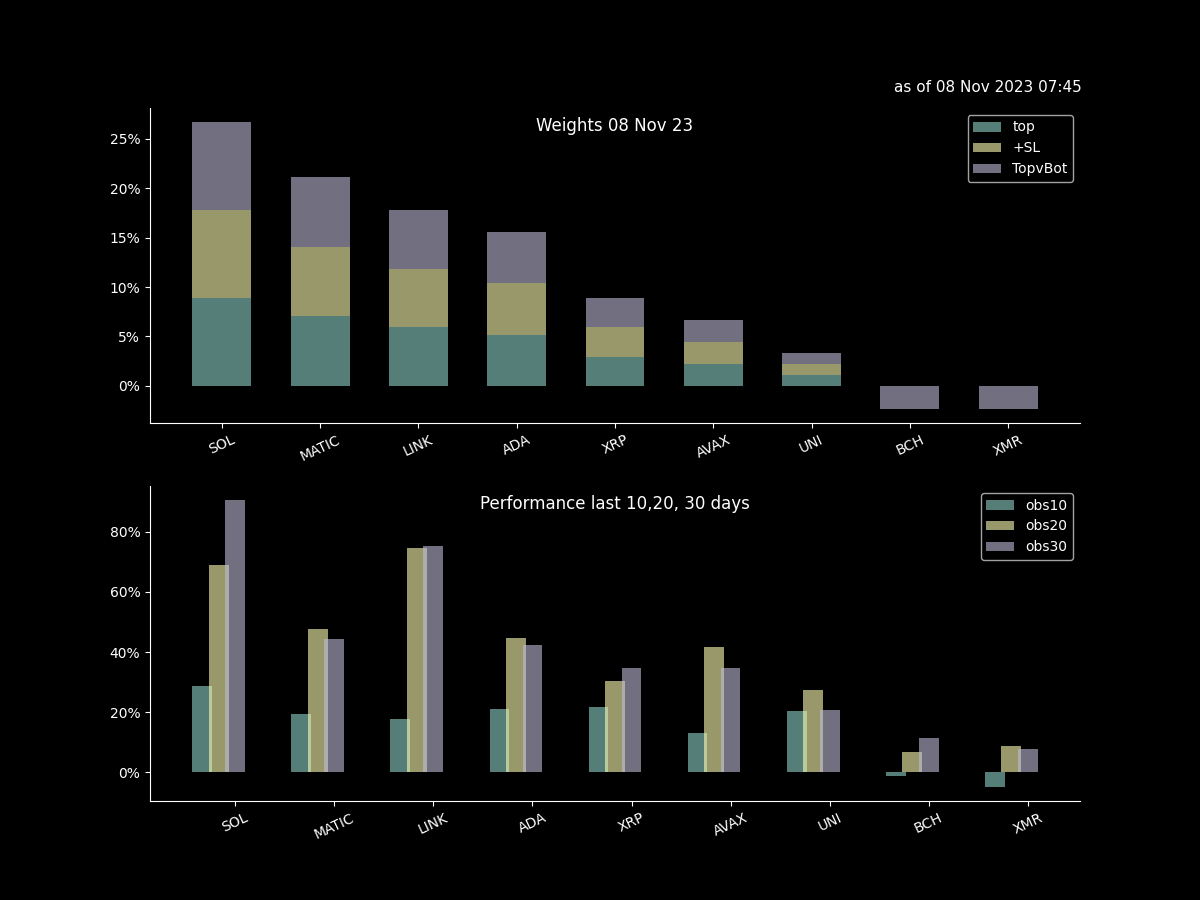 as of 08 Nov 2023 07:45
Weights 08 Nov 23
top
+SL
TopvBot
25%
20%
15%
10%
5%
0%
SOL MATIC LINK ADA XRP AVAX UNI BCH XMR
Performance last 10,20, 30 days
obs10
obs20
obs30
80%
60%
40%
20%
0%
SOL MATIC LINK ADA XRP AVAX UNI BCH XMR